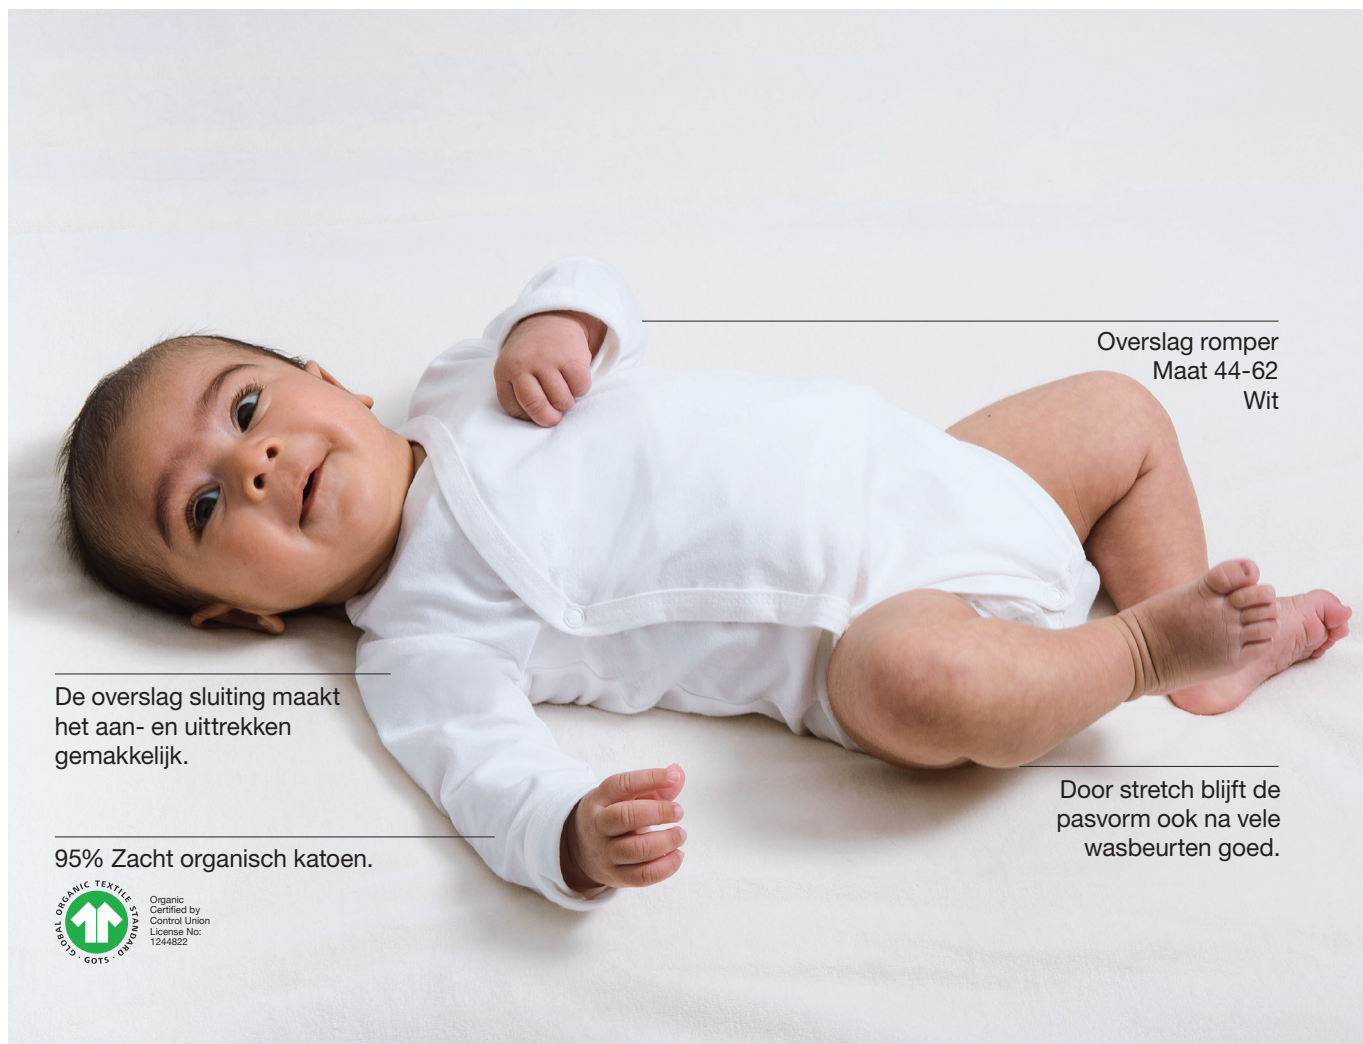 Overslag romper
Maat 44-62
Wit
De overslag sluiting maakt
het aan- en uittrekken
gemakkelijk.
Door stretch blijft de
pasvorm ook na vele
wasbeurten goed.
95% Zacht organisch katoen.
GLOBAL ORGANIC TEXTILE STANDARD · GOTS ·
Organic
Certified by
Control Union
License No:
1244822